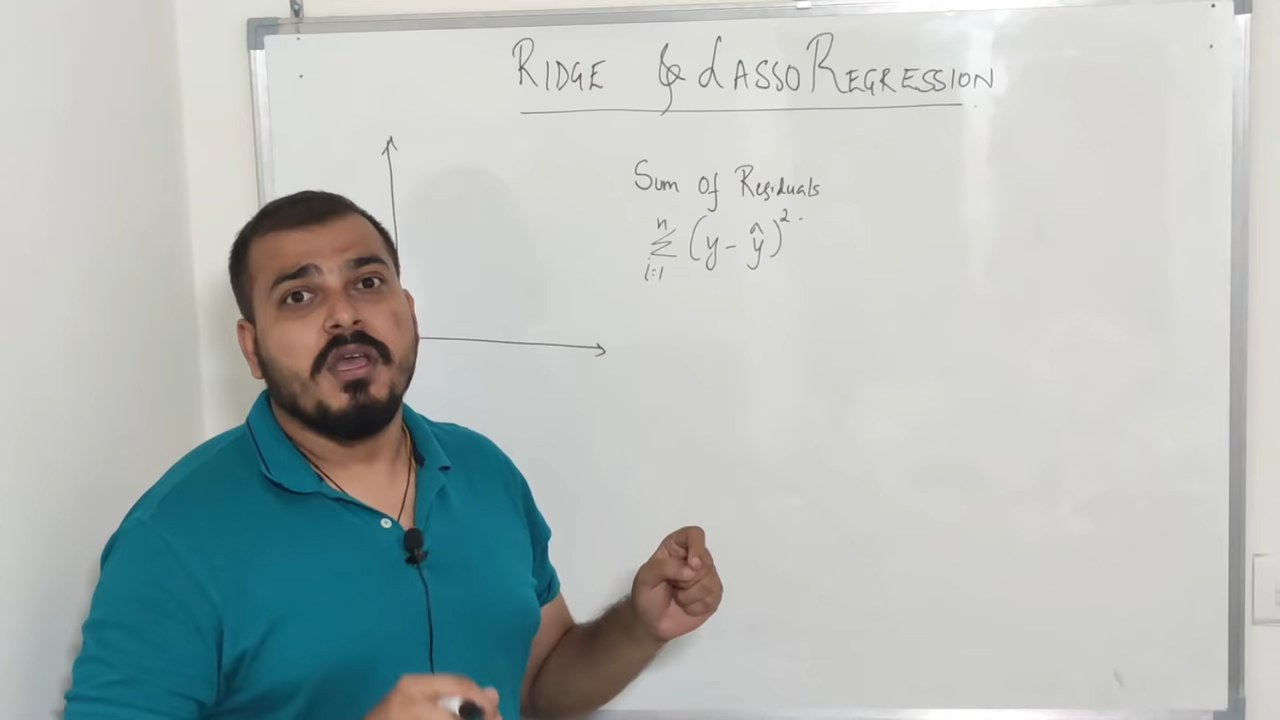 RIDGE & LASSO REGRESSION
Sum of Residuals
n
∑ (y - ŷ)².
i=1